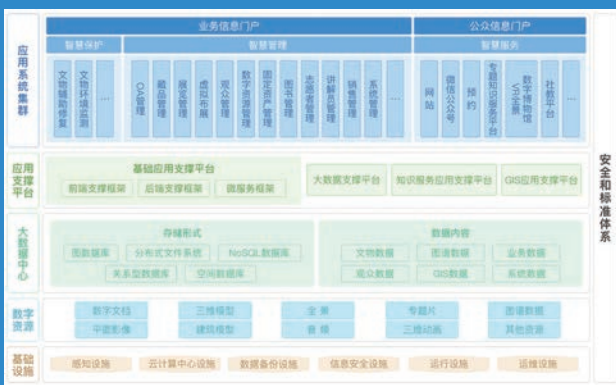 业务信息门户
公众信息门户
应用系统集群
智慧保护
智慧管理
智慧服务
文物辅助修复
文物环境监测
...
OA管理
藏品管理
展览管理
虚拟布展
观众管理
数字资源管理
固定资产管理
图书管理
志愿者管理
讲解员管理
销售管理
系统管理
...
网站
微信公众号
预约
专题知识服务平台
数字博物馆VR全景
社教平台
...
安全和标准体系
应用支撑平台
基础应用支撑平台
前端支撑框架
后端支撑框架
微服务框架
大数据支撑平台
知识服务应用支撑平台
GIS应用支撑平台
大数据中心
存储形式
图数据库
分布式文件系统
NoSQL数据库
关系型数据库
空间数据库
数据内容
文物数据
图谱数据
业务数据
观众数据
GIS数据
系统数据
数字资源
数字文档
三维模型
全景
专题片
图谱数据
平面影像
建筑模型
音频
三维动画
其他资源
基础设施
感知设施
云计算中心设施
数据备份设施
信息安全设施
运行设施
运维设施